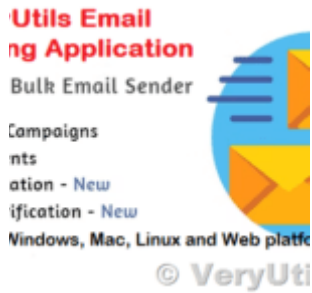 Utils Email
ng Application
Bulk Email Sender
Campaigns
nts
ation - New
ification - New
Windows, Mac, Linux and Web platfo
© VeryUti